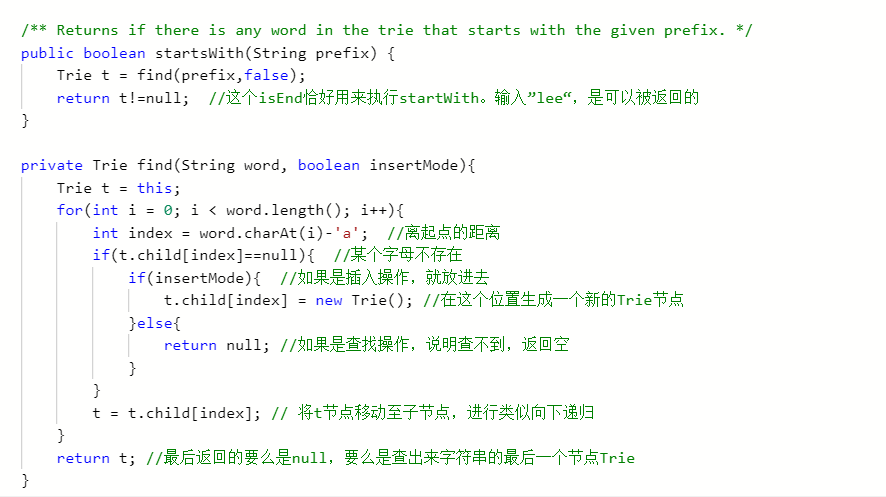 /** Returns if there is any word in the trie that starts with the given prefix. */
public boolean startsWith(String prefix) {
    Trie t = find(prefix,false);
    return t!=null;  //这个isEnd恰好用来执行startWith。输入”lee“，是可以被返回的
}

private Trie find(String word, boolean insertMode){
    Trie t = this;
    for(int i = 0; i < word.length(); i++){
        int index = word.charAt(i)-'a';  //离起点的距离
        if(t.child[index]==null){  //某个字母不存在
            if(insertMode){  //如果是插入操作，就放进去
                t.child[index] = new Trie(); //在这个位置生成一个新的Trie节点
            }else{
                return null; //如果是查找操作，说明查不到，返回空
            }
        }
        t = t.child[index]; // 将t节点移动至子节点，进行类似向下递归
    }
    return t; //最后返回的要么是null，要么是查出来字符串的最后一个节点Trie
}